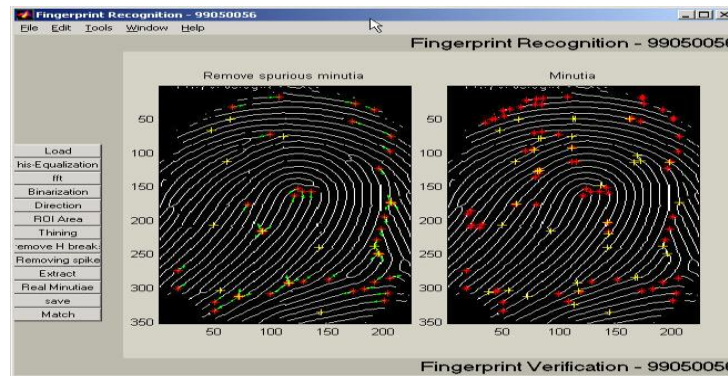 Fingerprint Recognition - 99050056
File Edit Tools Window Help
Fingerprint Recognition - 9905005
Remove spurious minutia
Minutia
Load
his-Equalization
fft
Binarization
Direction
ROI Area
Thining
remove H break
Removing spike
Extract
Real Minutiae
save
Match
50
100
150
200
250
300
350
50 100 150 200
50
100
150
200
250
300
350
50 100 150 200
Fingerprint Verification - 9905005